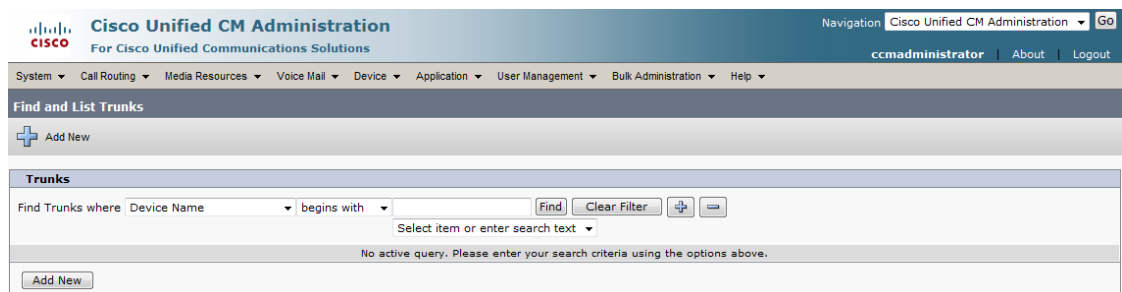 Cisco Unified CM Administration
Navigation Cisco Unified CM Administration Go
CISCO
For Cisco Unified Communications Solutions
ccmadministrator | About | Logout
System Call Routing Media Resources Voice Mail Device Application User Management Bulk Administration Help
Find and List Trunks
Add New
Trunks
Find Trunks where Device Name begins with Find Clear Filter
Select item or enter search text
No active query. Please enter your search criteria using the options above.
Add New